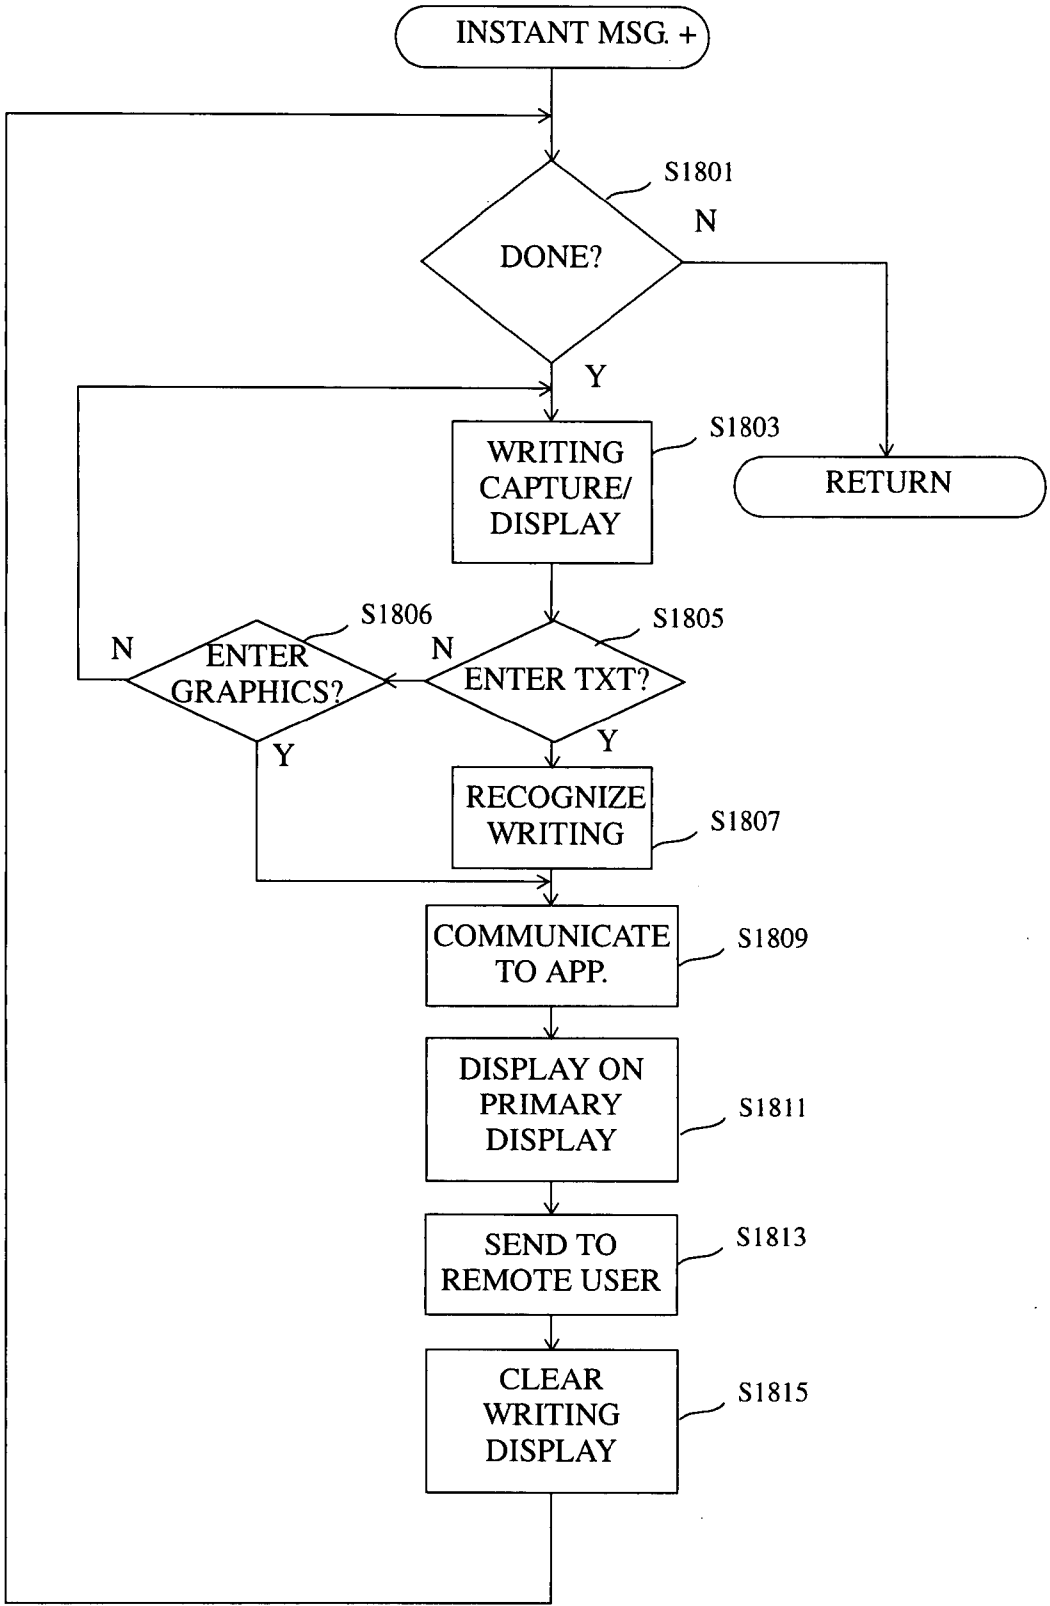 INSTANT MSG. +
S1801
N
DONE?
Y
S1803
WRITING
CAPTURE/
DISPLAY
RETURN
S1806
S1805
N
ENTER
GRAPHICS?
N
ENTER TXT?
Y
Y
RECOGNIZE
WRITING
S1807
COMMUNICATE
TO APP.
S1809
DISPLAY ON
PRIMARY
DISPLAY
S1811
SEND TO
REMOTE USER
S1813
CLEAR
WRITING
DISPLAY
S1815